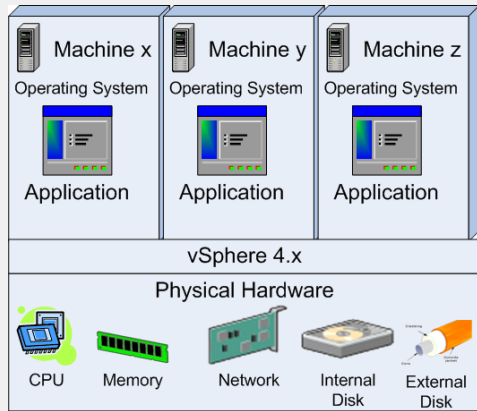 Machine x
Machine y
Machine z
Operating System
Operating System
Operating System
Application
Application
Application
vSphere 4.x
Physical Hardware
CPU
Memory
Network
Internal
Disk
External
Disk